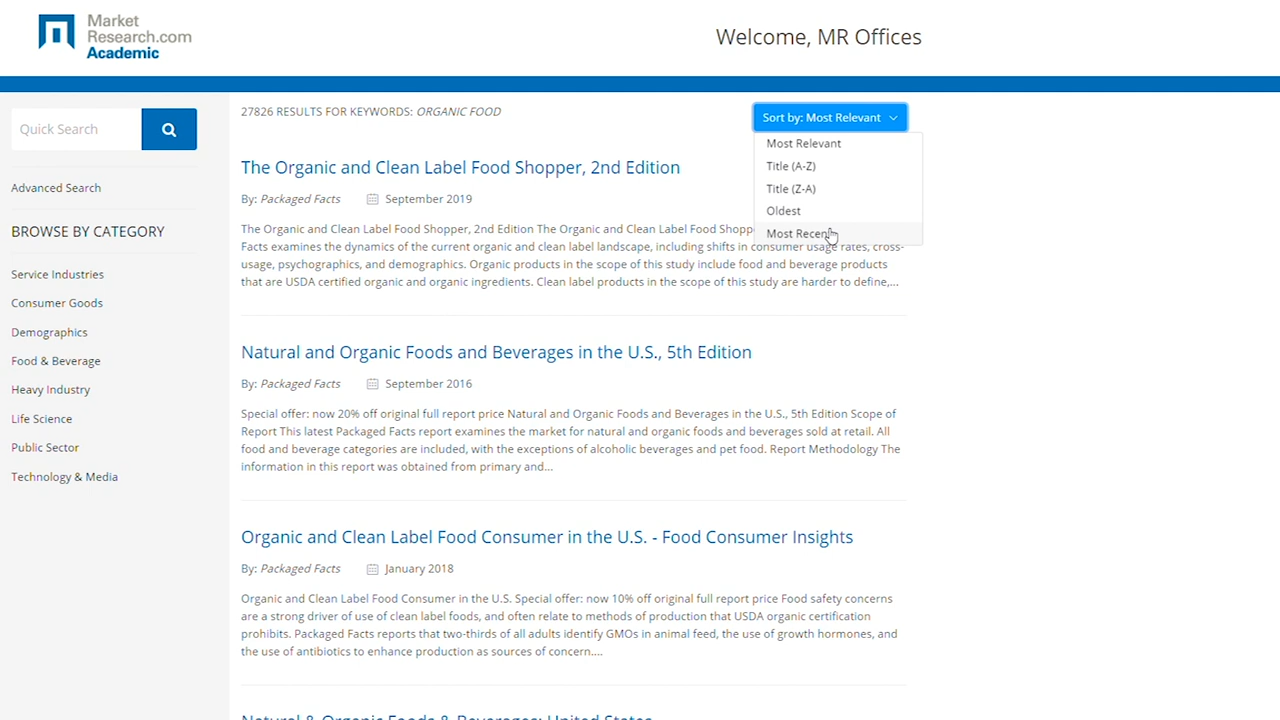 Market
Research.com
Academic
Welcome, MR Offices
Quick Search
Advanced Search
BROWSE BY CATEGORY
Service Industries
Consumer Goods
Demographics
Food & Beverage
Heavy Industry
Life Science
Public Sector
Technology & Media
27826 RESULTS FOR KEYWORDS: ORGANIC FOOD
Sort by: Most Relevant
Most Relevant
Title (A-Z)
Title (Z-A)
Oldest
Most Recent
The Organic and Clean Label Food Shopper, 2nd Edition
By: Packaged Facts September 2019
The Organic and Clean Label Food Shopper, 2nd Edition The Organic and Clean Label Food
Facts examines the dynamics of the current organic and clean label landscape, including shifts in consumer usage rates, cross-
usage, psychographics, and demographics. Organic products in the scope of this study include food and beverage products
that are USDA certified organic and organic ingredients. Clean label products in the scope of this study are harder to define,...
Natural and Organic Foods and Beverages in the U.S., 5th Edition
By: Packaged Facts September 2016
Special offer: now 20% off original full report price Natural and Organic Foods and Beverages in the U.S., 5th Edition Scope of
Report This latest Packaged Facts report examines the market for natural and organic foods and beverages sold at retail. All
food and beverage categories are included, with the exceptions of alcoholic beverages and pet food. Report Methodology The
information in this report was obtained from primary and...
Organic and Clean Label Food Consumer in the U.S. - Food Consumer Insights
By: Packaged Facts January 2018
Organic and Clean Label Food Consumer in the U.S. Special offer: now 10% off original full report price Food safety concerns
are a strong driver of use of clean label foods, and often relate to methods of production that USDA organic certification
prohibits. Packaged Facts reports that two-thirds of all adults identify GMOs in animal feed, the use of growth hormones, and
the use of antibiotics to enhance production as sources of concern....
Natural & Organic Foods & Beverages: United States